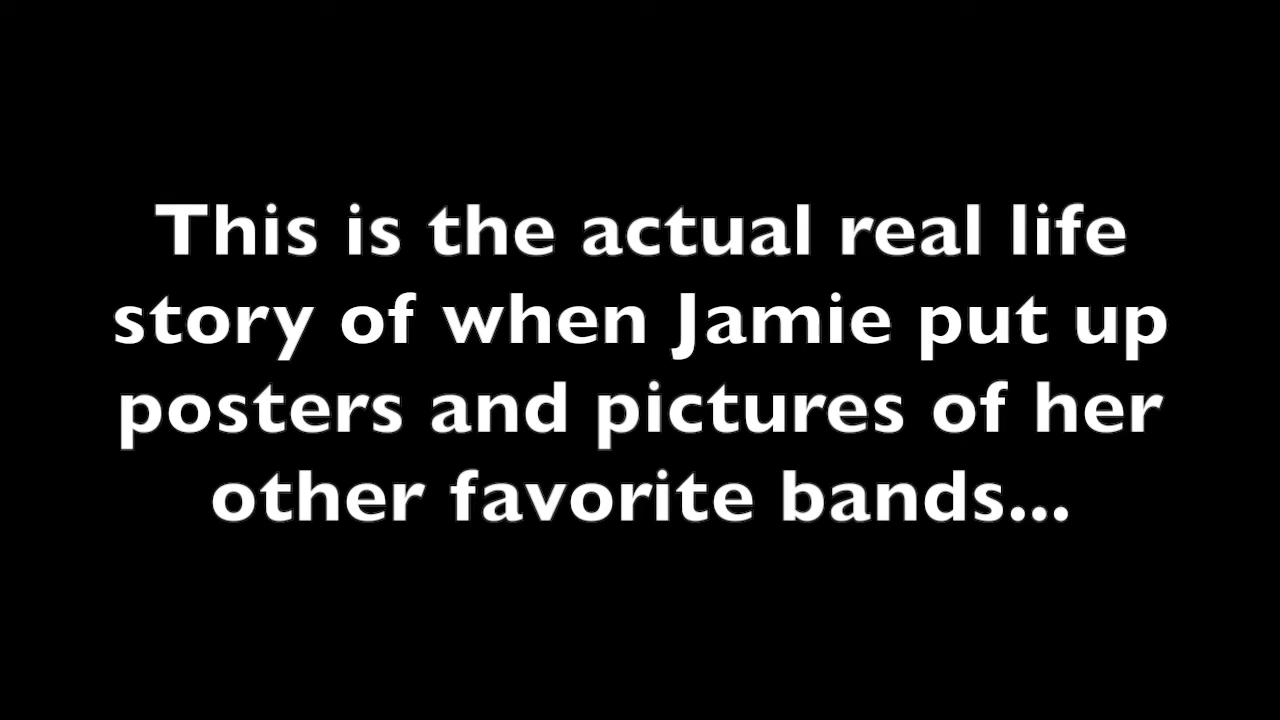 This is the actual real life
story of when Jamie put up
posters and pictures of her
other favorite bands...